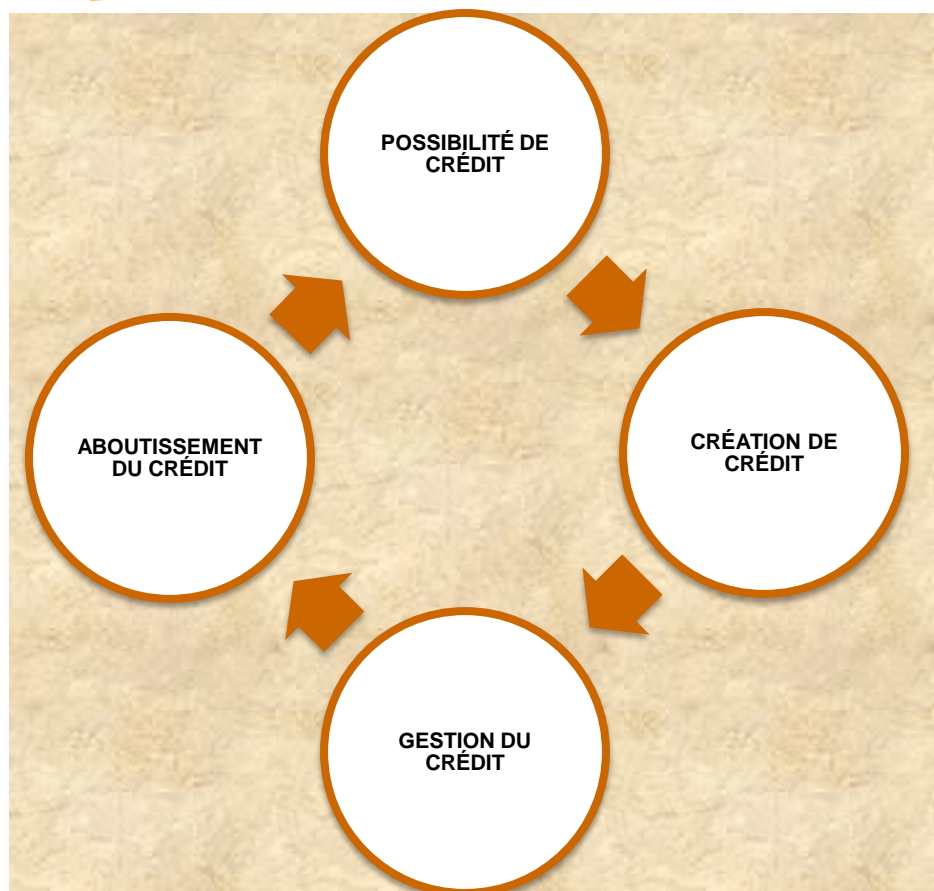 POSSIBILITÉ DE
CRÉDIT
CRÉATION DE
CRÉDIT
GESTION DU
CRÉDIT
ABOUTISSEMENT
DU CRÉDIT